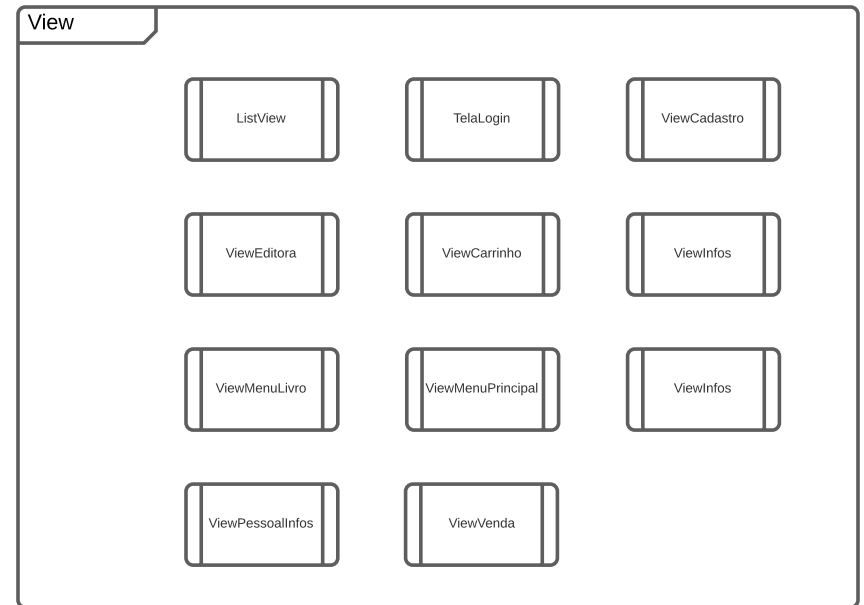 View
ListView
TelaLogin
ViewCadastro
ViewEditora
ViewCarrinho
ViewInfos
ViewMenuLivro
ViewMenuPrincipal
ViewInfos
ViewPessoalInfos
ViewVenda